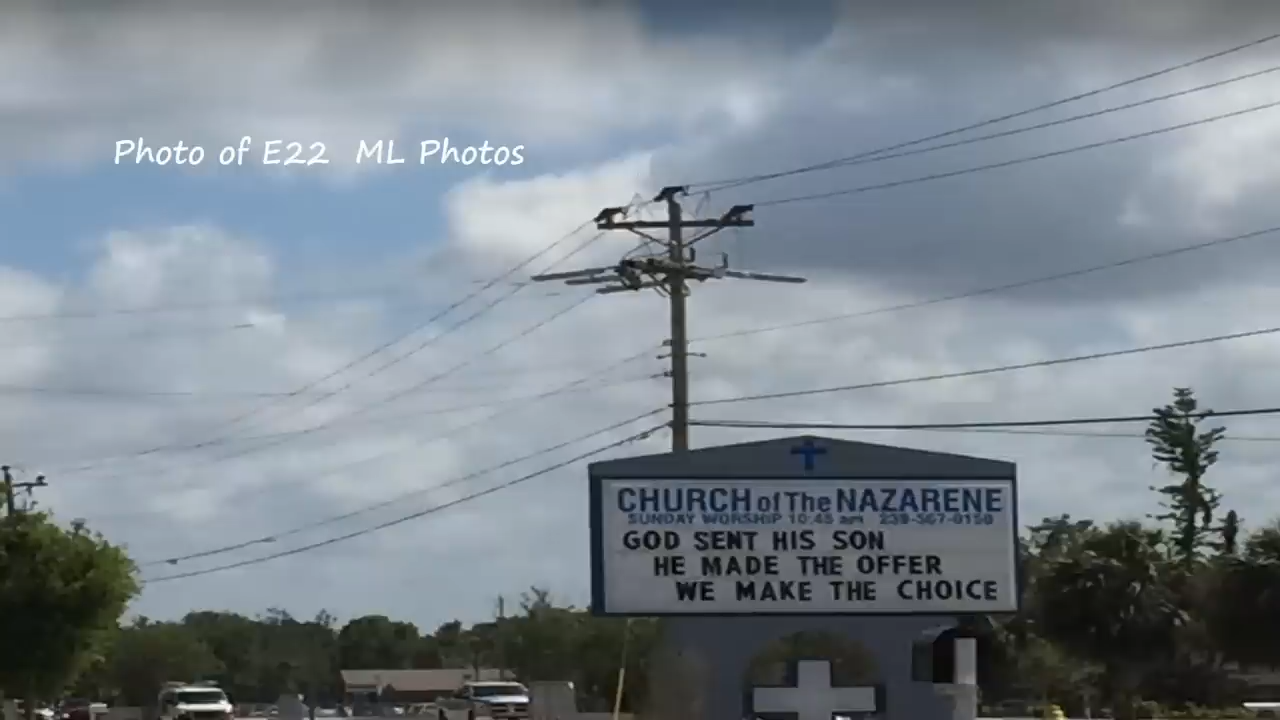 Photo of E22 ML Photos
CHURCH of The NAZARENE
SUNDAY WORSHIP 10:45 am 239-567-0150
GOD SENT HIS SON
HE MADE THE OFFER
WE MAKE THE CHOICE